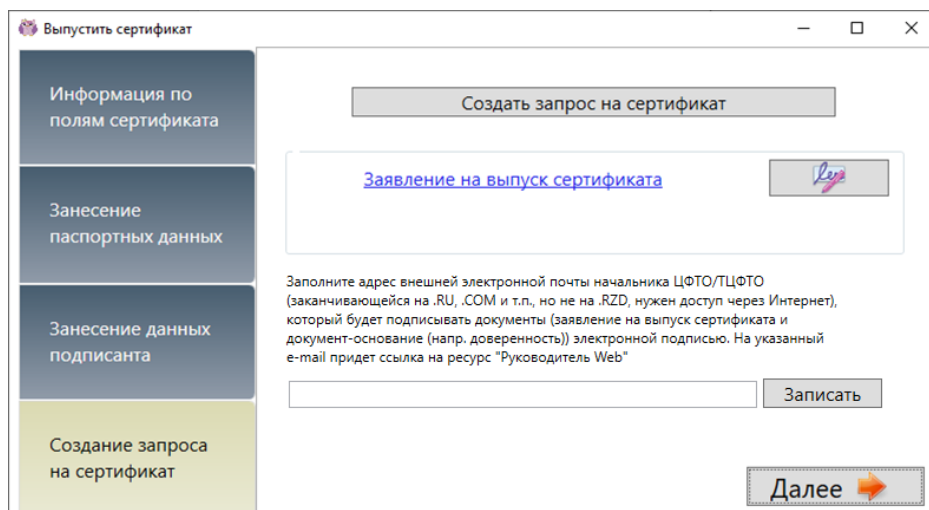 Выпустить сертификат
Информация по
полям сертификата
Занесение
паспортных данных
Занесение данных
подписанта
Создание запроса
на сертификат
Создать запрос на сертификат
Заявление на выпуск сертификата
Заполните адрес внешней электронной почты начальника ЦФТО/ТЦФТО
(заканчивающейся на .RU, .COM и т.п., но не на .RZD, нужен доступ через Интернет),
который будет подписывать документы (заявление на выпуск сертификата и
документ-основание (напр. доверенность)) электронной подписью. На указанный
e-mail придет ссылка на ресурс "Руководитель Web"
Записать
Далее